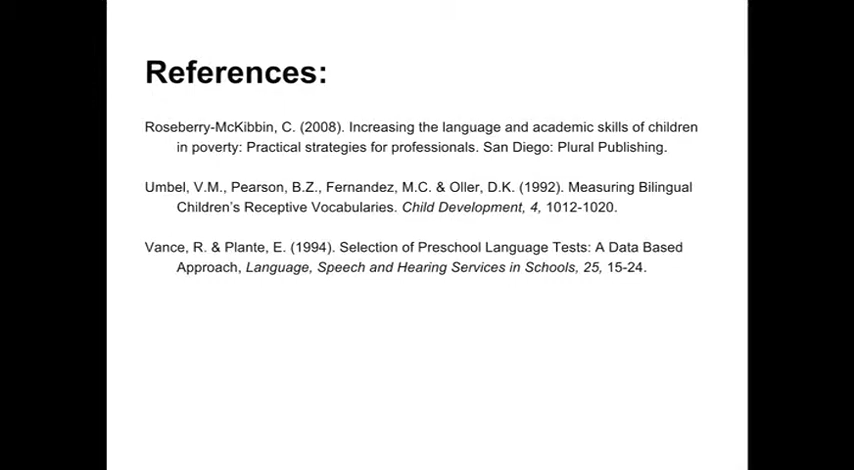 References:
Roseberry-McKibbin, C. (2008). Increasing the language and academic skills of children
in poverty: Practical strategies for professionals. San Diego: Plural Publishing.
Umbel, V.M., Pearson, B.Z., Fernandez, M.C. & Oller, D.K. (1992). Measuring Bilingual
Children's Receptive Vocabularies. Child Development, 4, 1012-1020.
Vance, R. & Plante, E. (1994). Selection of Preschool Language Tests: A Data Based
Approach, Language, Speech and Hearing Services in Schools, 25, 15-24.